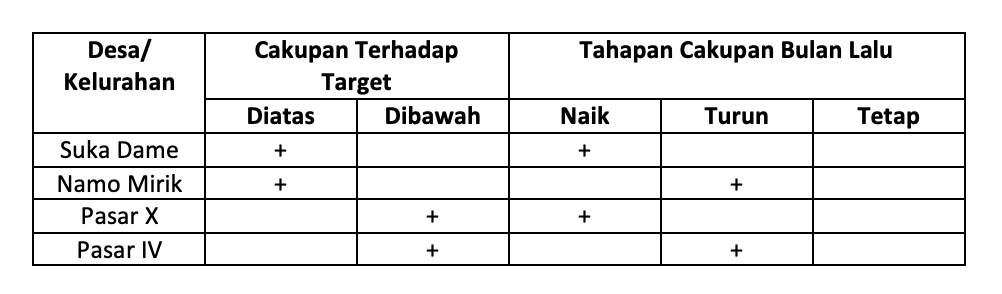 Desa/ Cakupan Terhadap Tahapan Cakupan Bulan Lalu
Kelurahan Target
Diatas Dibawah Naik Turun Tetap
Suka Dame + +
Namo Mirik + +
Pasar X + +
Pasar IV + +